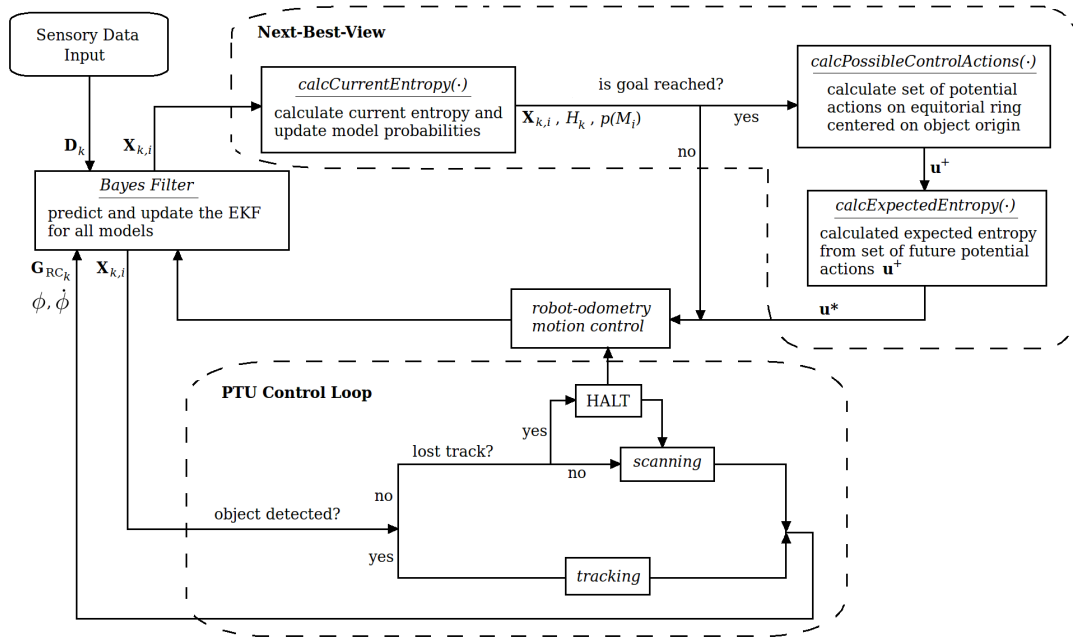 Sensory Data
Input
Next-Best-View
calcCurrentEntropy(·)
calculate current entropy and
update model probabilities
is goal reached?
X_{k,i} , H_k , p(M_i)
yes
no
calcPossibleControlActions(·)
calculate set of potential
actions on equitorial ring
centered on object origin
u⁺
calcExpectedEntropy(·)
calculated expected entropy
from set of future potential
actions u⁺
u*
D_k
X_{k,i}
Bayes Filter
predict and update the EKF
for all models
G_{RC_k}
X_{k,i}
ϕ, ϕ̇
robot-odometry
motion control
PTU Control Loop
HALT
yes
lost track?
no
scanning
no
object detected?
yes
tracking